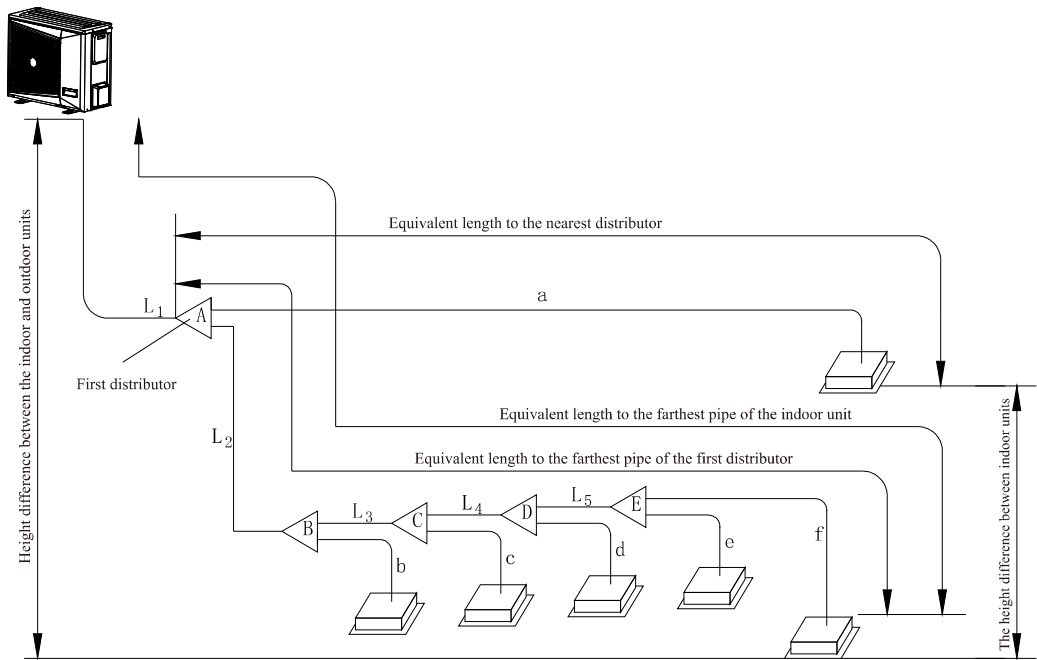 Equivalent length to the nearest distributor
a
L1
A
First distributor
Height difference between the indoor and outdoor units
Equivalent length to the farthest pipe of the indoor unit
L2
Equivalent length to the farthest pipe of the first distributor
The height difference between indoor units
B
L3
C
L4
D
L5
E
b
c
d
e
f